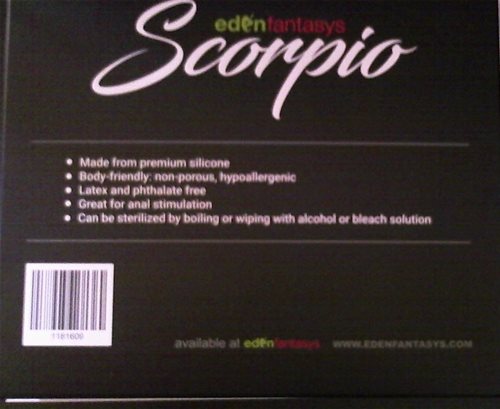 edenfantasys
Scorpio
• Made from premium silicone
• Body-friendly: non-porous, hypoallergenic
• Latex and phthalate free
• Great for anal stimulation
• Can be sterilized by boiling or wiping with alcohol or bleach solution
1181609
available at edenfantasys WWW.EDENFANTASYS.COM